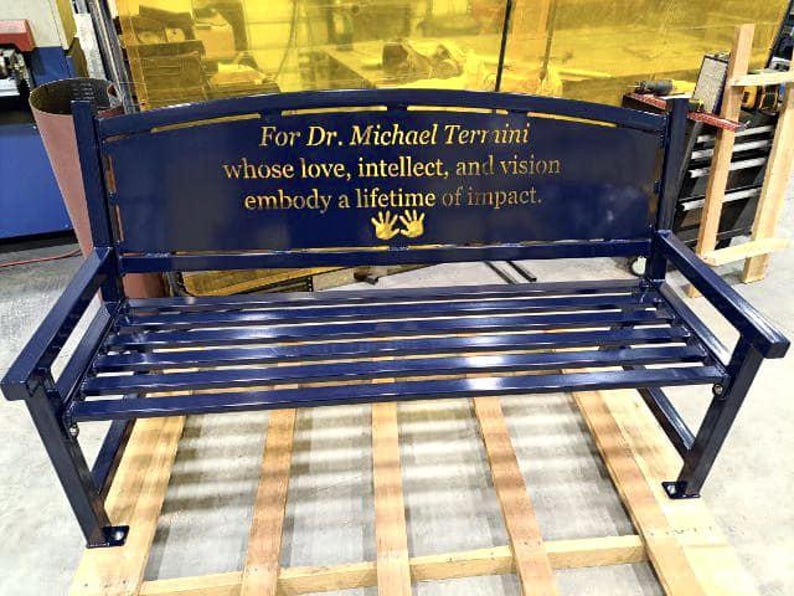 For Dr. Michael Termini
whose love, intellect, and vision
embody a lifetime of impact.